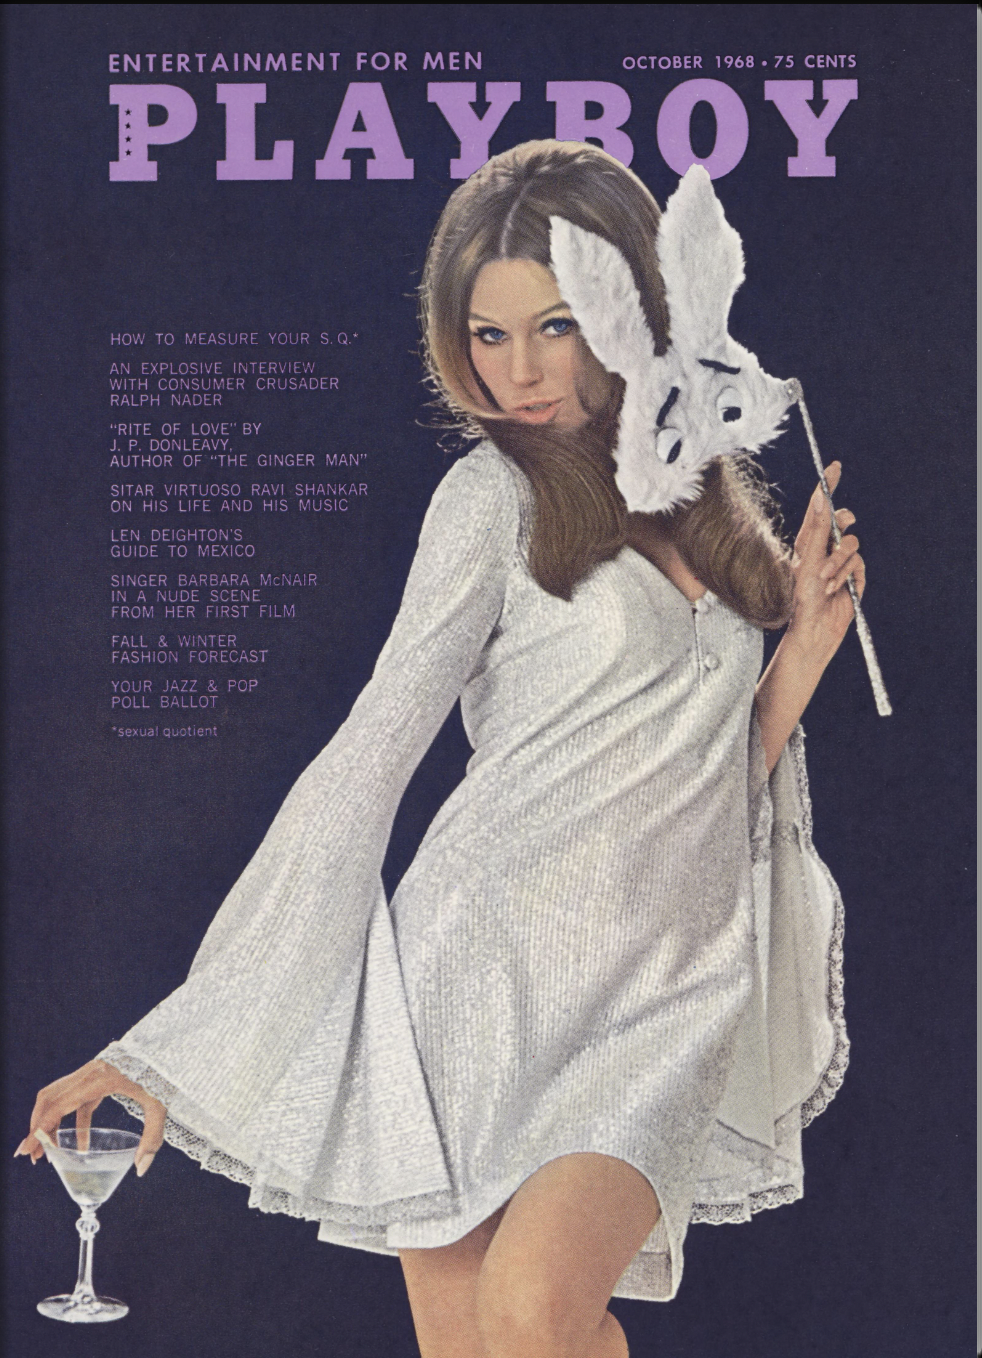 ENTERTAINMENT FOR MEN
OCTOBER 1968 • 75 CENTS
PLAYBOY
HOW TO MEASURE YOUR S.Q.*
AN EXPLOSIVE INTERVIEW
WITH CONSUMER CRUSADER
RALPH NADER
"RITE OF LOVE" BY
J. P. DONLEAVY,
AUTHOR OF "THE GINGER MAN"
SITAR VIRTUOSO RAVI SHANKAR
ON HIS LIFE AND HIS MUSIC
LEN DEIGHTON'S
GUIDE TO MEXICO
SINGER BARBARA McNAIR
IN A NUDE SCENE
FROM HER FIRST FILM
FALL & WINTER
FASHION FORECAST
YOUR JAZZ & POP
POLL BALLOT
*sexual quotient